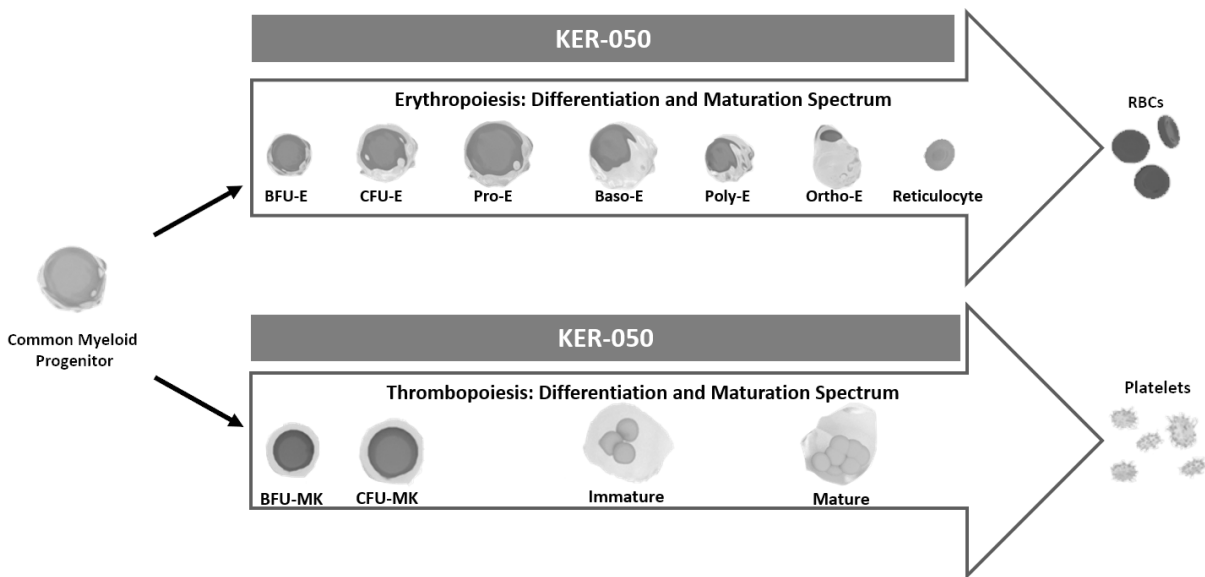 KER-050
Erythropoiesis: Differentiation and Maturation Spectrum
BFU-E
CFU-E
Pro-E
Baso-E
Poly-E
Ortho-E
Reticulocyte
RBCs
Common Myeloid
Progenitor
KER-050
Thrombopoiesis: Differentiation and Maturation Spectrum
BFU-MK
CFU-MK
Immature
Mature
Platelets